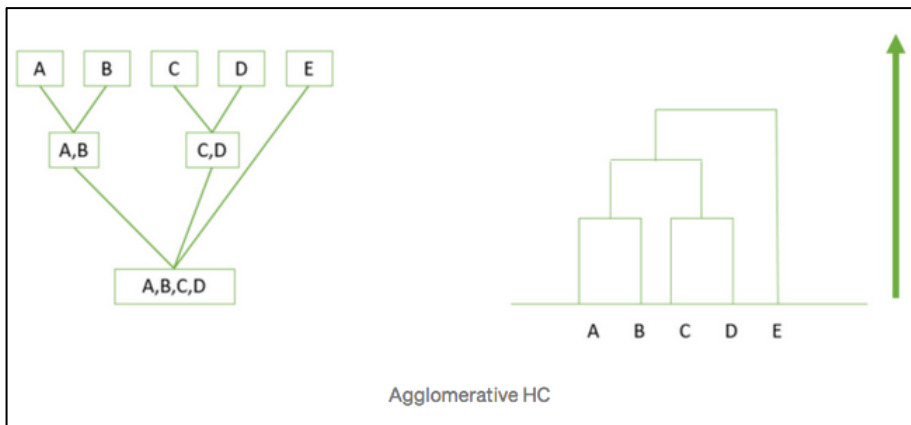 A B C D E
A,B C,D
A,B,C,D
A B C D E
Agglomerative HC